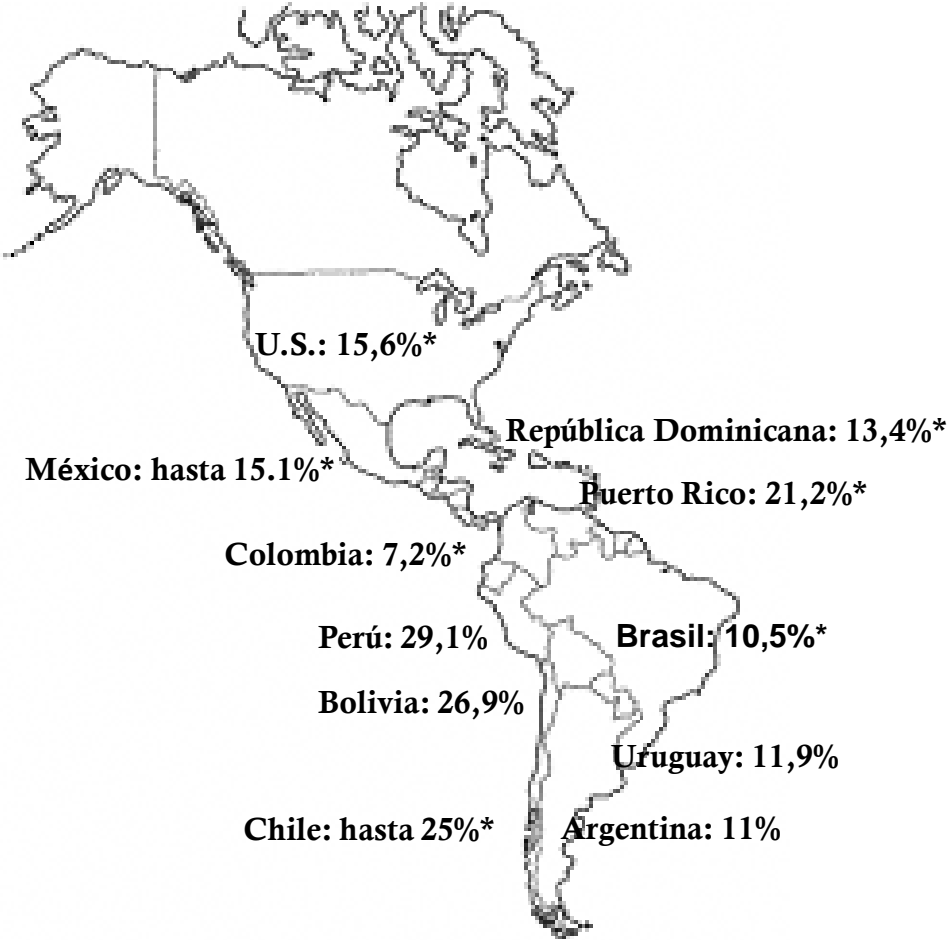 U.S.: 15,6%*
República Dominicana: 13,4%*
México: hasta 15.1%*
Puerto Rico: 21,2%*
Colombia: 7,2%*
Perú: 29,1%
Brasil: 10,5%*
Bolivia: 26,9%
Uruguay: 11,9%
Chile: hasta 25%*
Argentina: 11%